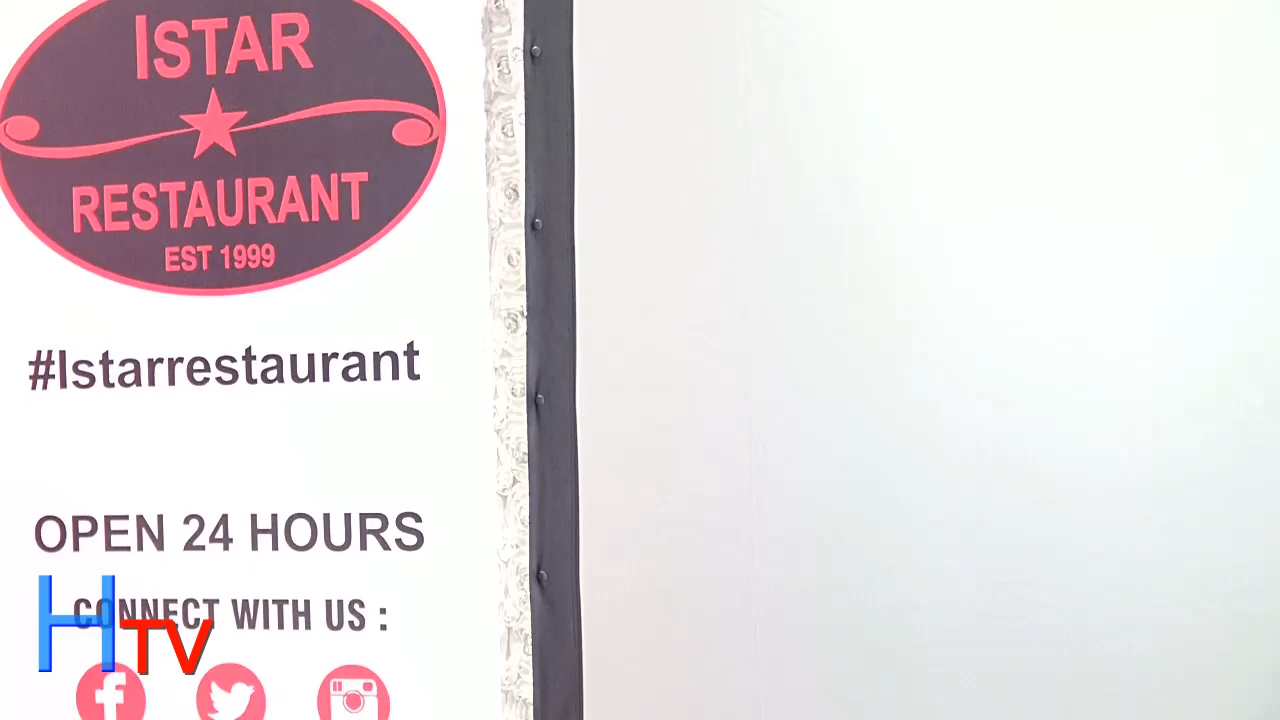 ISTAR
RESTAURANT
EST 1999
#Istarrestaurant
OPEN 24 HOURS
CONNECT WITH US :
HTV